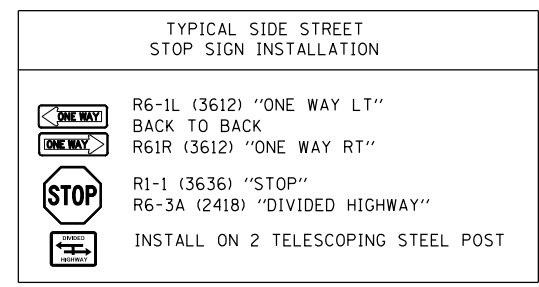 TYPICAL SIDE STREET
STOP SIGN INSTALLATION
ONE WAY
R6-1L (3612) "ONE WAY LT"
BACK TO BACK
ONE WAY
R61R (3612) "ONE WAY RT"
STOP
R1-1 (3636) "STOP"
R6-3A (2418) "DIVIDED HIGHWAY"
DIVIDED
HIGHWAY
INSTALL ON 2 TELESCOPING STEEL POST